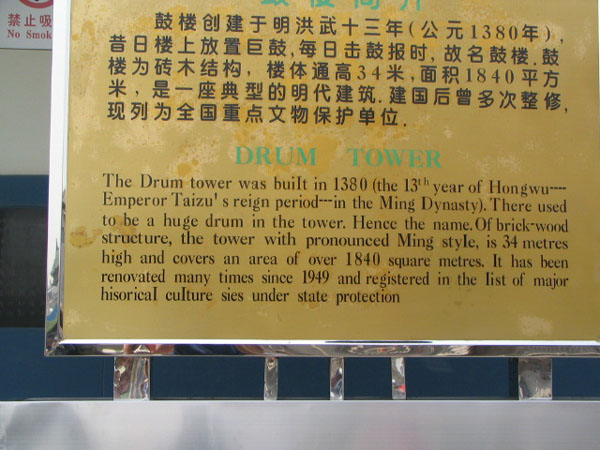 禁止吸
No Smok
鼓楼简介
鼓楼创建于明洪武十三年(公元1380年),
昔日楼上放置巨鼓,每日击鼓报时,故名鼓楼.鼓
楼为砖木结构,楼体通高34米,面积1840平方
米,是一座典型的明代建筑.建国后曾多次整修,
现列为全国重点文物保护单位.
DRUM TOWER
The Drum tower was built in 1380 (the 13th year of Hongwu----
Emperor Taizu's reign period---in the Ming Dynasty). There used
to be a huge drum in the tower. Hence the name. Of brick-wood
structure, the tower with pronounced Ming style, is 34 metres
high and covers an area of over 1840 square metres. It has been
renovated many times since 1949 and registered in the list of major
hisorical culture sies under state protection